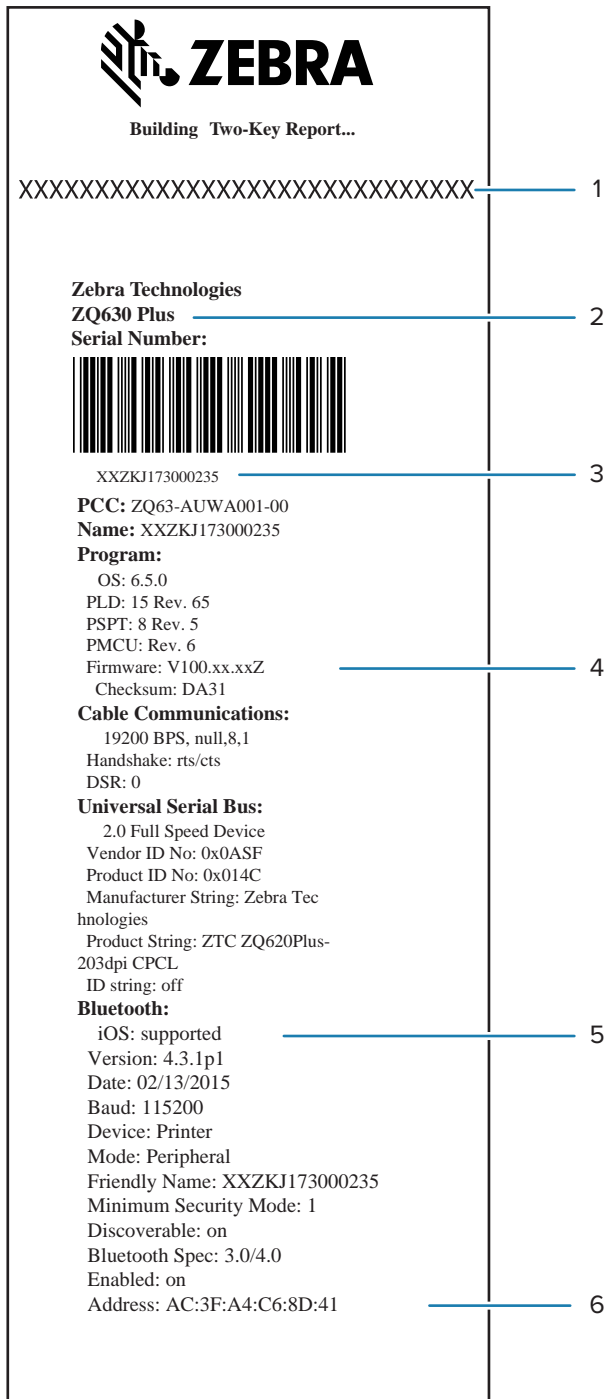 ZEBRA
Building Two-Key Report...
XXXXXXXXXXXXXXXXXXXXXXXXXXXXXX
1
Zebra Technologies
ZQ630 Plus
2
Serial Number:
XXZKJ173000235
3
PCC: ZQ63-AUWA001-00
Name: XXZKJ173000235
Program:
OS: 6.5.0
PLD: 15 Rev. 65
PSPT: 8 Rev. 5
PMCU: Rev. 6
Firmware: V100.xx.xxZ
4
Checksum: DA31
Cable Communications:
19200 BPS, null,8,1
Handshake: rts/cts
DSR: 0
Universal Serial Bus:
2.0 Full Speed Device
Vendor ID No: 0x0ASF
Product ID No: 0x014C
Manufacturer String: Zebra Tec
hnologies
Product String: ZTC ZQ620Plus-
203dpi CPCL
ID string: off
Bluetooth:
iOS: supported
5
Version: 4.3.1p1
Date: 02/13/2015
Baud: 115200
Device: Printer
Mode: Peripheral
Friendly Name: XXZKJ173000235
Minimum Security Mode: 1
Discoverable: on
Bluetooth Spec: 3.0/4.0
Enabled: on
Address: AC:3F:A4:C6:8D:41
6